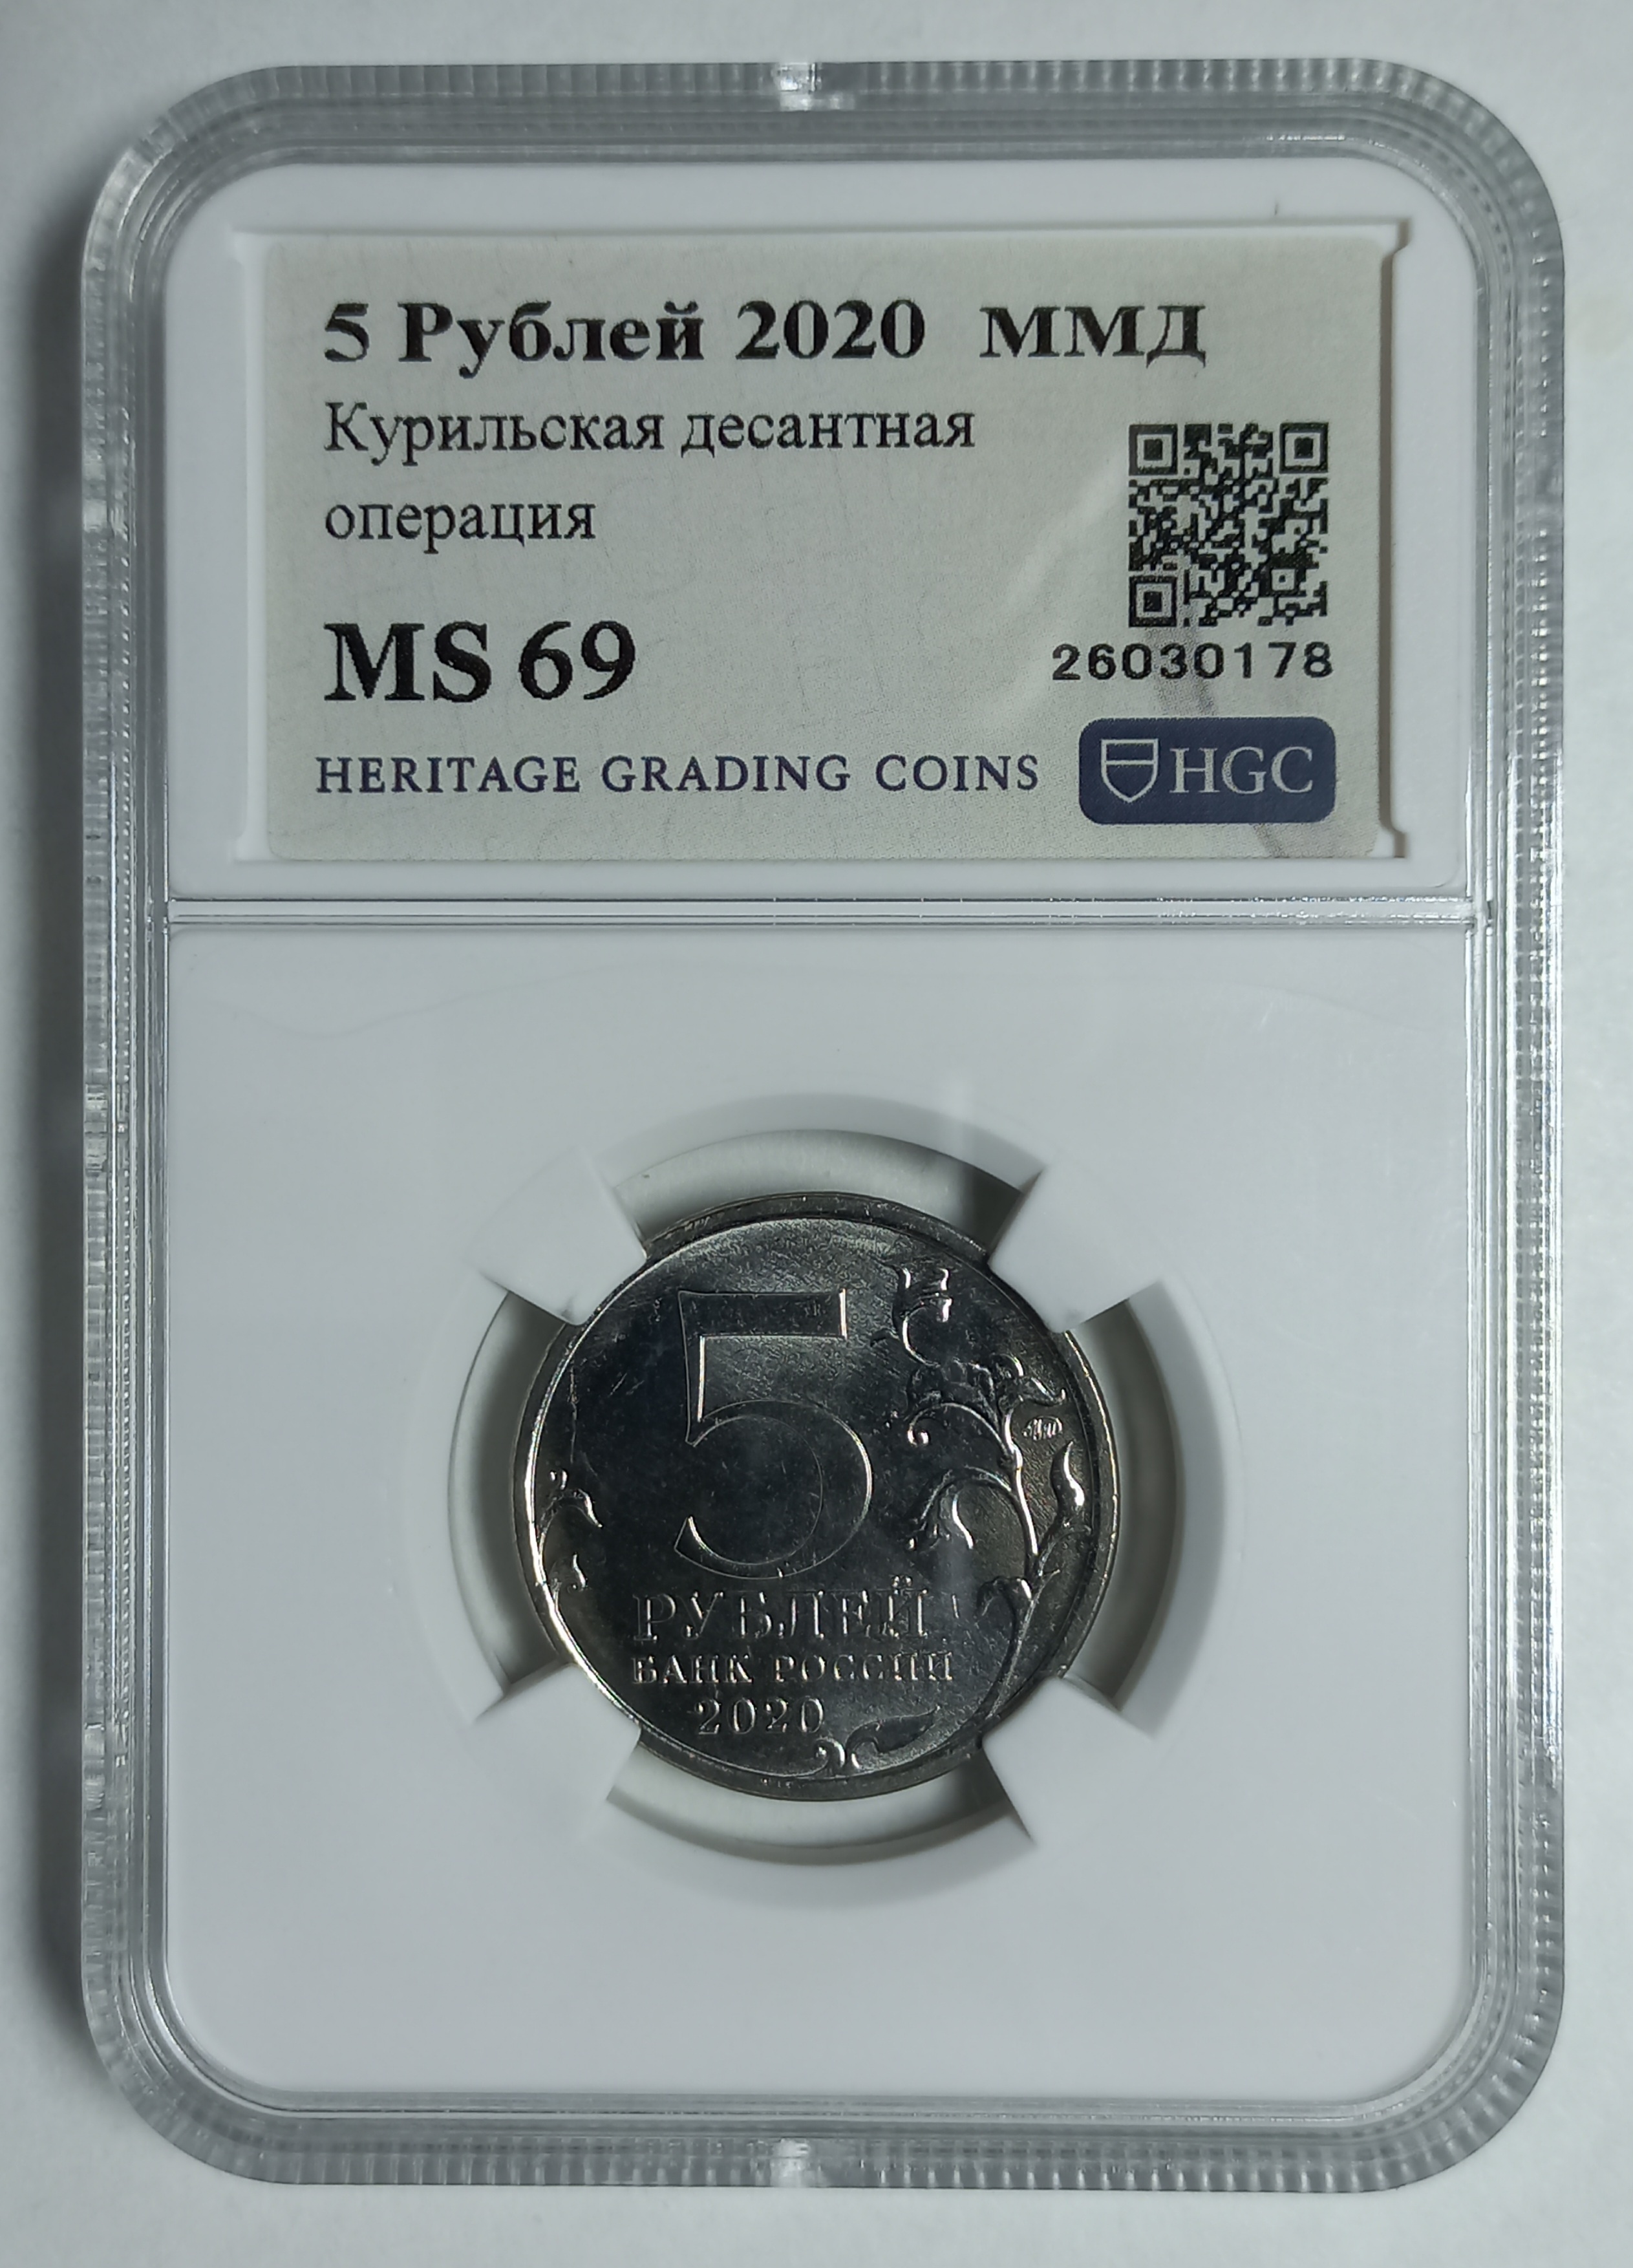 5 Рублей 2020 ММД
Курильская десантная
операция
MS 69
26030178
HERITAGE GRADING COINS HGC
5
РУБЛЕЙ
БАНК РОССИИ
2020